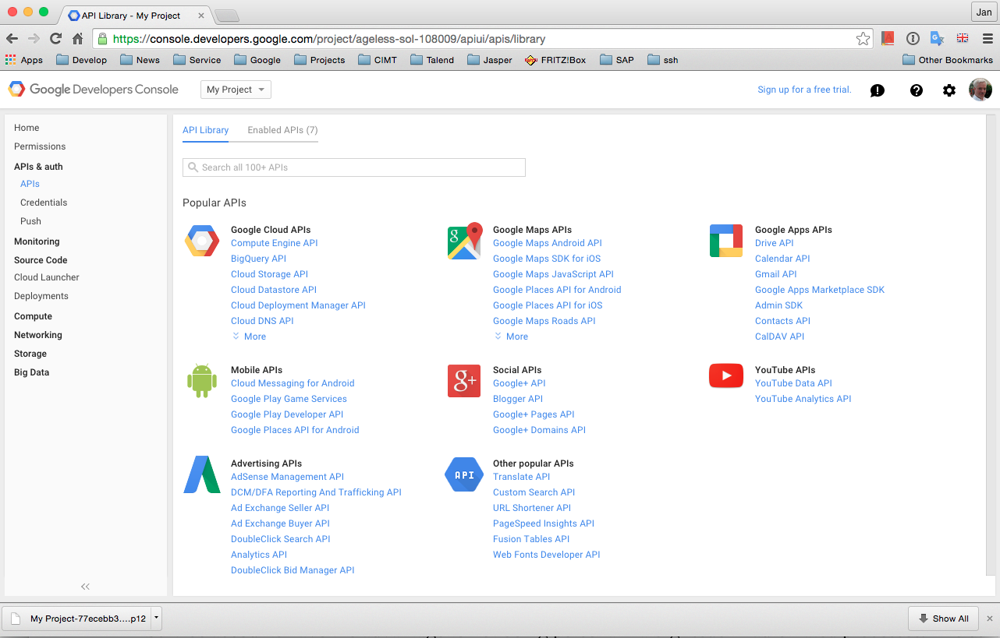 API Library - My Project
Jan
https://console.developers.google.com/project/ageless-sol-108009/apiui/apis/library
Apps Develop News Service Google Projects CIMT Talend Jasper FRITZ!Box SAP ssh Other Bookmarks
Google Developers Console
My Project
Sign up for a free trial.
Home
Permissions
APIs & auth
APIs
Credentials
Push
Monitoring
Source Code
Cloud Launcher
Deployments
Compute
Networking
Storage
Big Data
API Library Enabled APIs (7)
Search all 100+ APIs
Popular APIs
Google Cloud APIs
Compute Engine API
BigQuery API
Cloud Storage API
Cloud Datastore API
Cloud Deployment Manager API
Cloud DNS API
More
g
Google Maps APIs
Google Maps Android API
Google Maps SDK for iOS
Google Maps JavaScript API
Google Places API for Android
Google Places API for iOS
Google Maps Roads API
More
Google Apps APIs
Drive API
Calendar API
Gmail API
Google Apps Marketplace SDK
Admin SDK
Contacts API
CalDAV API
Mobile APIs
Cloud Messaging for Android
Google Play Game Services
Google Play Developer API
Google Places API for Android
g+
Social APIs
Google+ API
Blogger API
Google+ Pages API
Google+ Domains API
YouTube APIs
YouTube Data API
YouTube Analytics API
Advertising APIs
AdSense Management API
DCM/DFA Reporting And Trafficking API
Ad Exchange Seller API
Ad Exchange Buyer API
DoubleClick Search API
Analytics API
DoubleClick Bid Manager API
API
Other popular APIs
Translate API
Custom Search API
URL Shortener API
PageSpeed Insights API
Fusion Tables API
Web Fonts Developer API
My Project-77ecebb3....p12
Show All